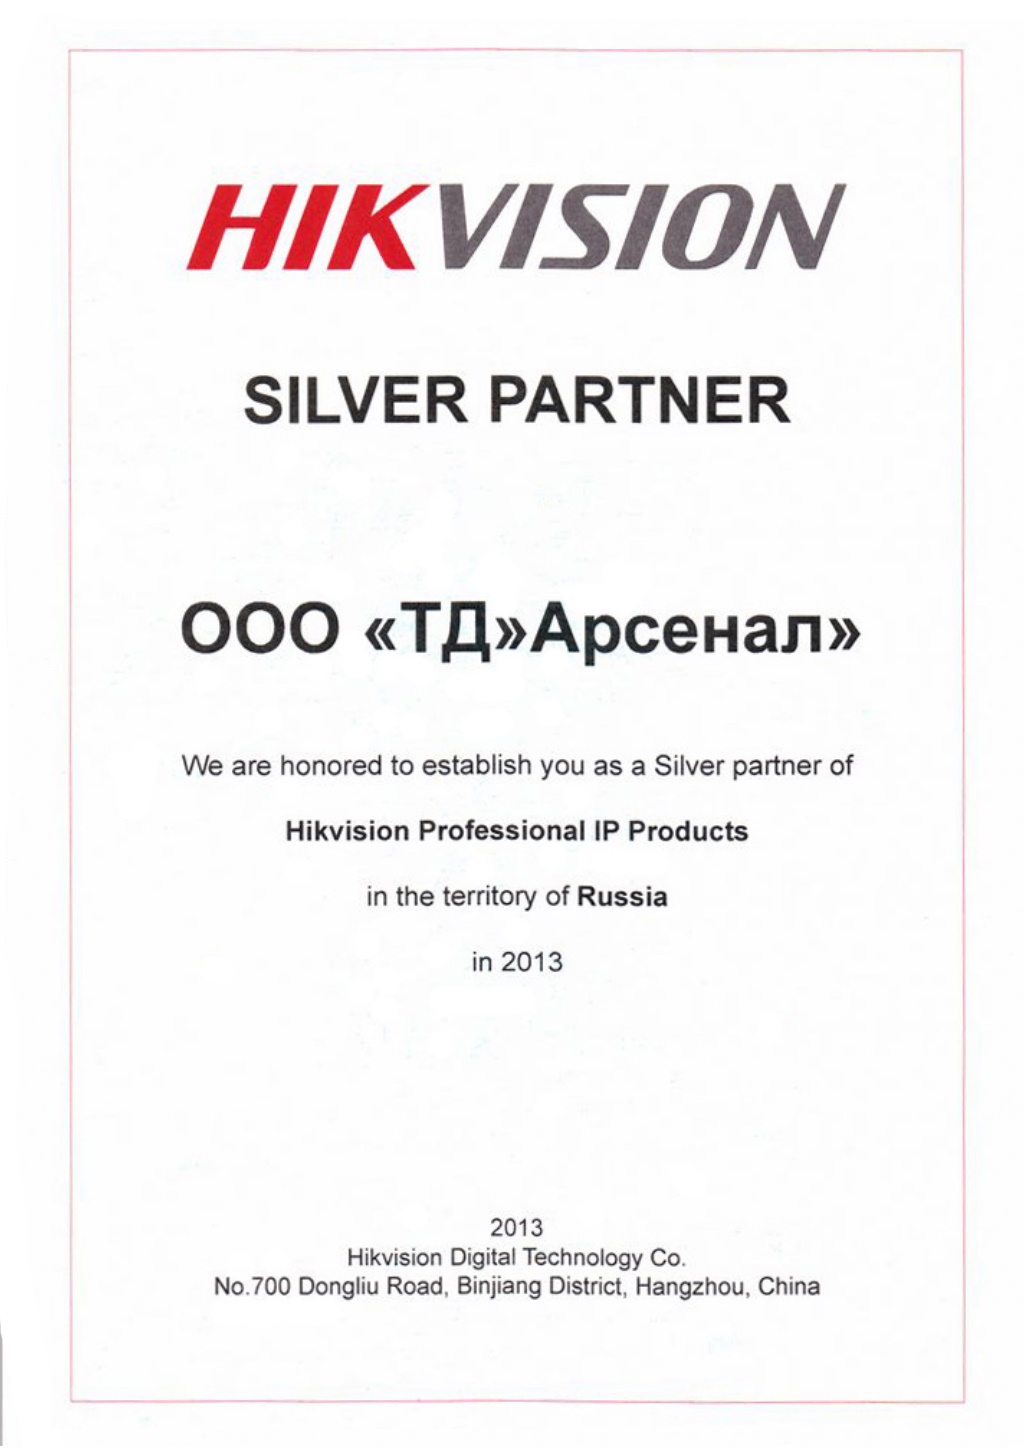 HIKVISION
SILVER PARTNER
ООО «ТД»Арсенал»
We are honored to establish you as a Silver partner of
Hikvision Professional IP Products
in the territory of Russia
in 2013
2013
Hikvision Digital Technology Co.
No.700 Dongliu Road, Binjiang District, Hangzhou, China